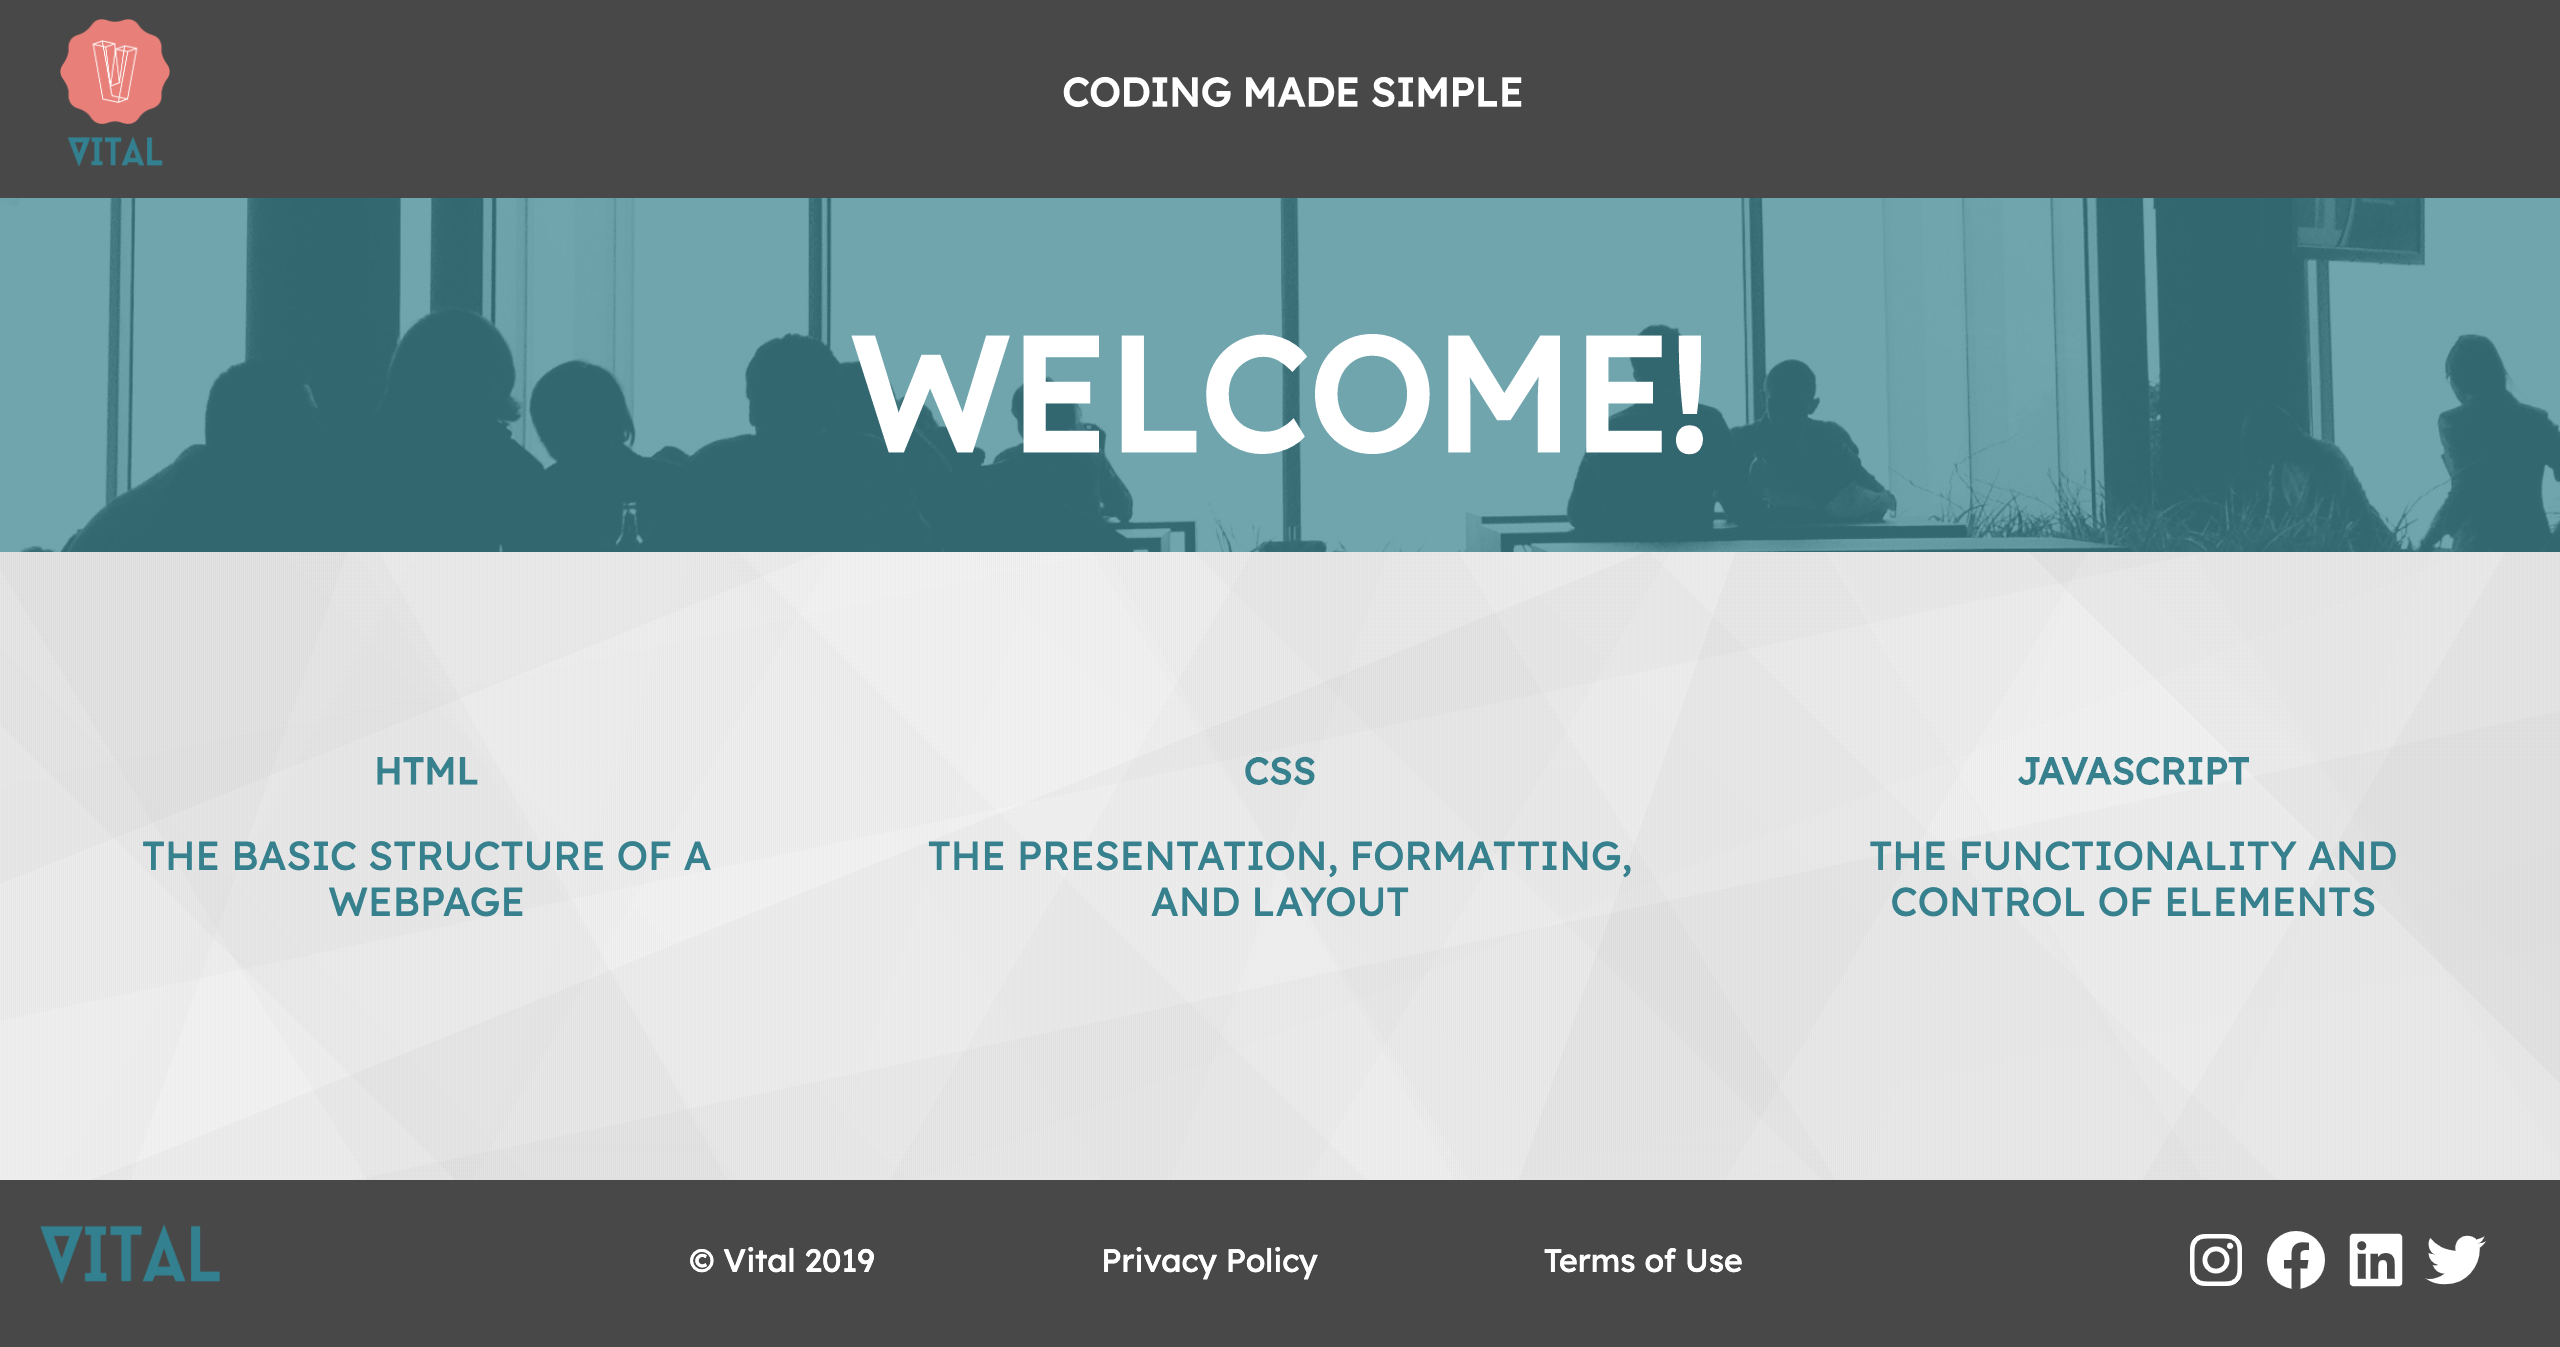 VITAL
CODING MADE SIMPLE
WELCOME!
HTML
THE BASIC STRUCTURE OF A
WEBPAGE
CSS
THE PRESENTATION, FORMATTING,
AND LAYOUT
JAVASCRIPT
THE FUNCTIONALITY AND
CONTROL OF ELEMENTS
VITAL
© Vital 2019
Privacy Policy
Terms of Use